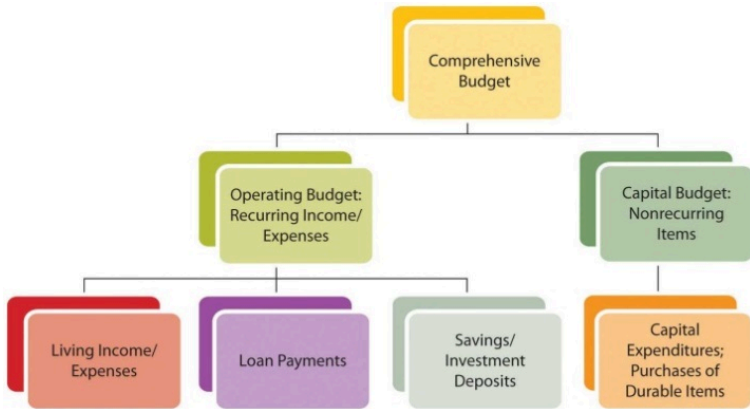 Comprehensive
Budget
Operating Budget:
Recurring Income/
Expenses
Capital Budget:
Nonrecurring
Items
Living Income/
Expenses
Loan Payments
Savings/
Investment
Deposits
Capital
Expenditures;
Purchases of
Durable Items